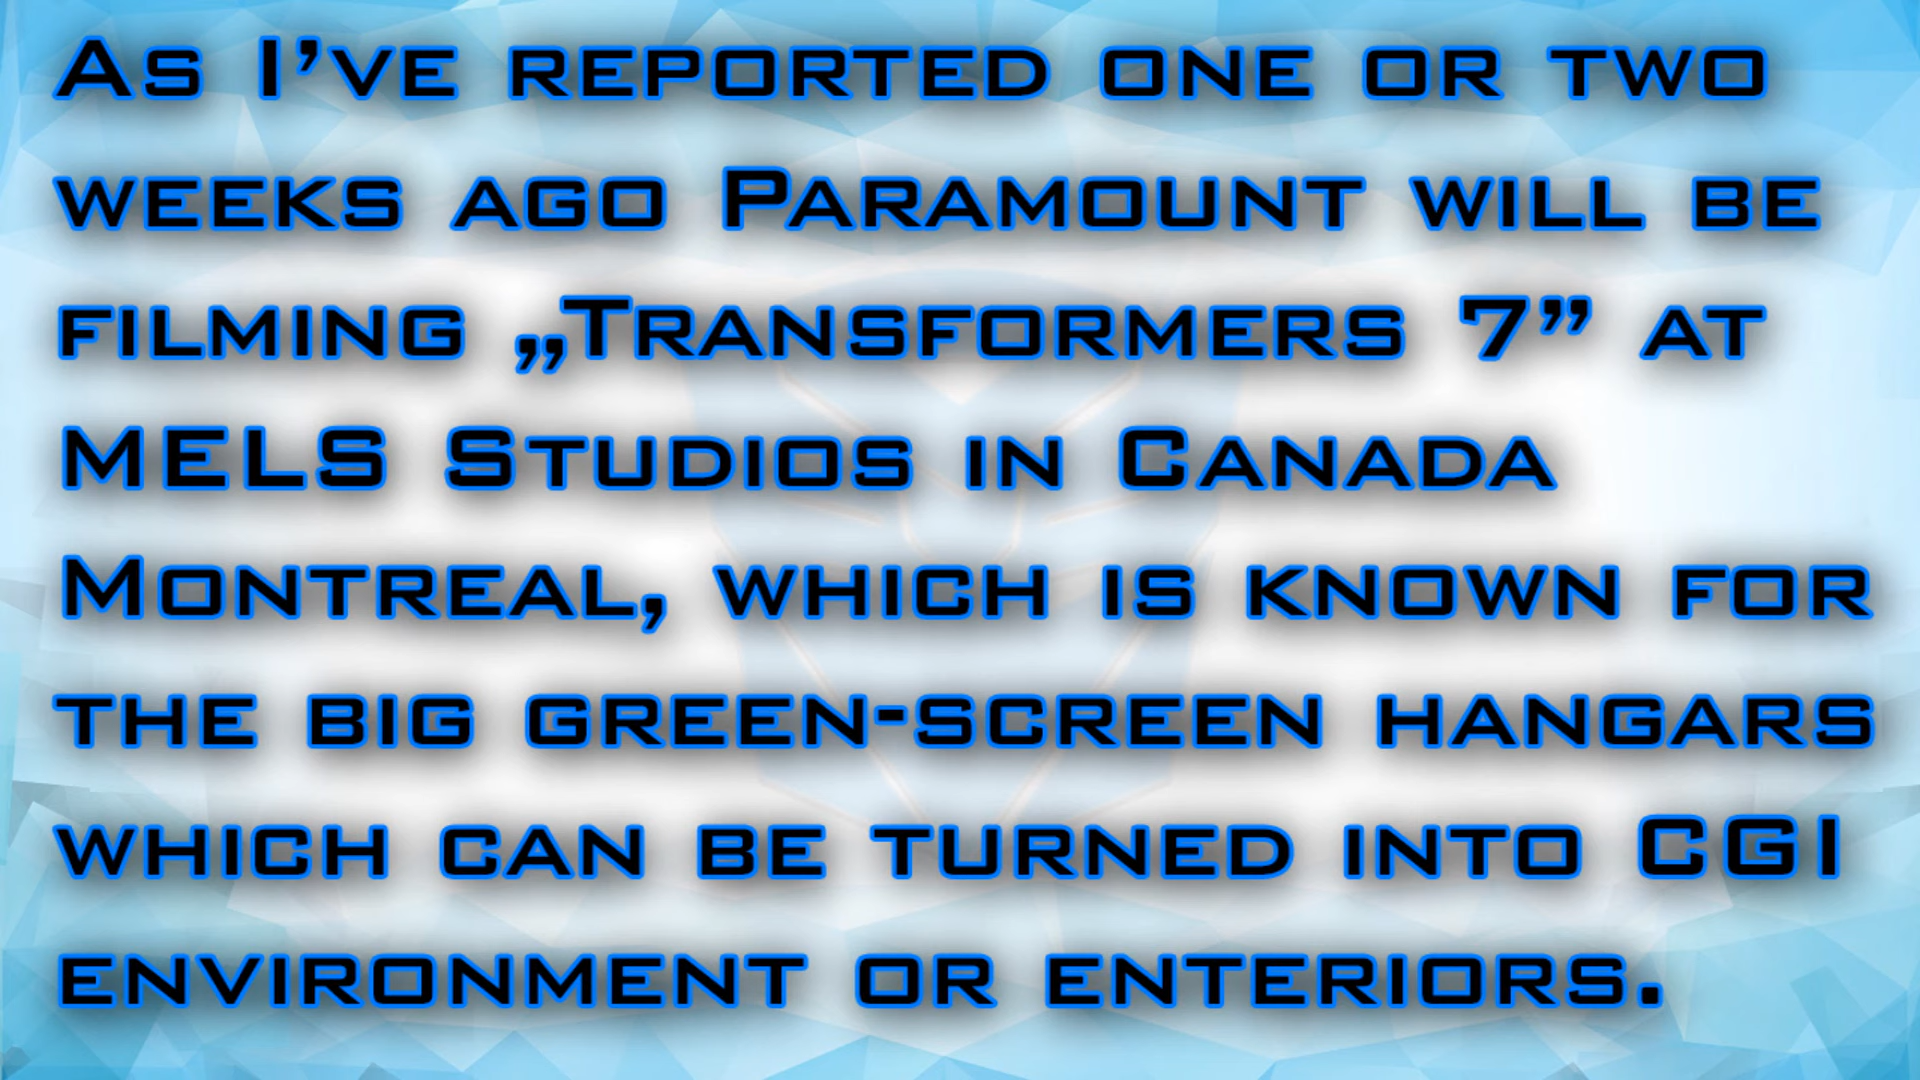 As I’ve reported one or two
weeks ago Paramount will be
filming „Transformers 7” at
MELS Studios in Canada
Montreal, which is known for
the big green-screen hangars
which can be turned into CGI
environment or enteriors.